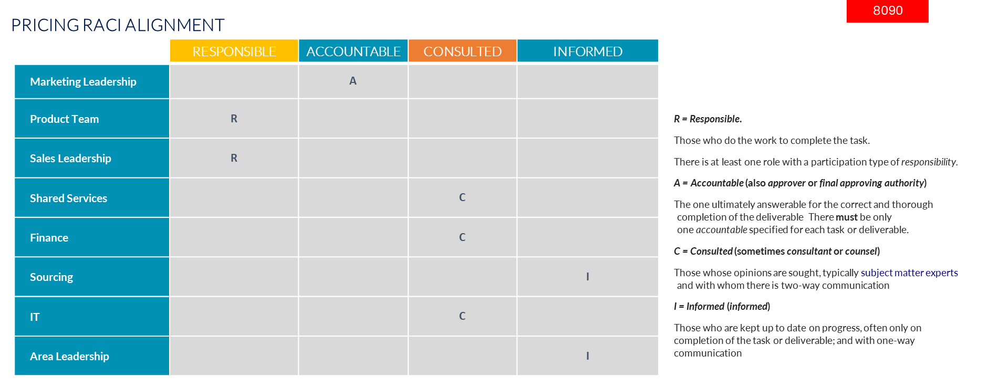 8090
PRICING RACI ALIGNMENT
RESPONSIBLE ACCOUNTABLE CONSULTED INFORMED
Marketing Leadership A
Product Team R
Sales Leadership R
Shared Services C
Finance C
Sourcing I
IT C
Area Leadership I
R = Responsible.
Those who do the work to complete the task.
There is at least one role with a participation type of responsibility.
A = Accountable (also approver or final approving authority)
The one ultimately answerable for the correct and thorough
completion of the deliverable There must be only
one accountable specified for each task or deliverable.
C = Consulted (sometimes consultant or counsel)
Those whose opinions are sought, typically subject matter experts
and with whom there is two-way communication
I = Informed (informed)
Those who are kept up to date on progress, often only on
completion of the task or deliverable; and with one-way
communication